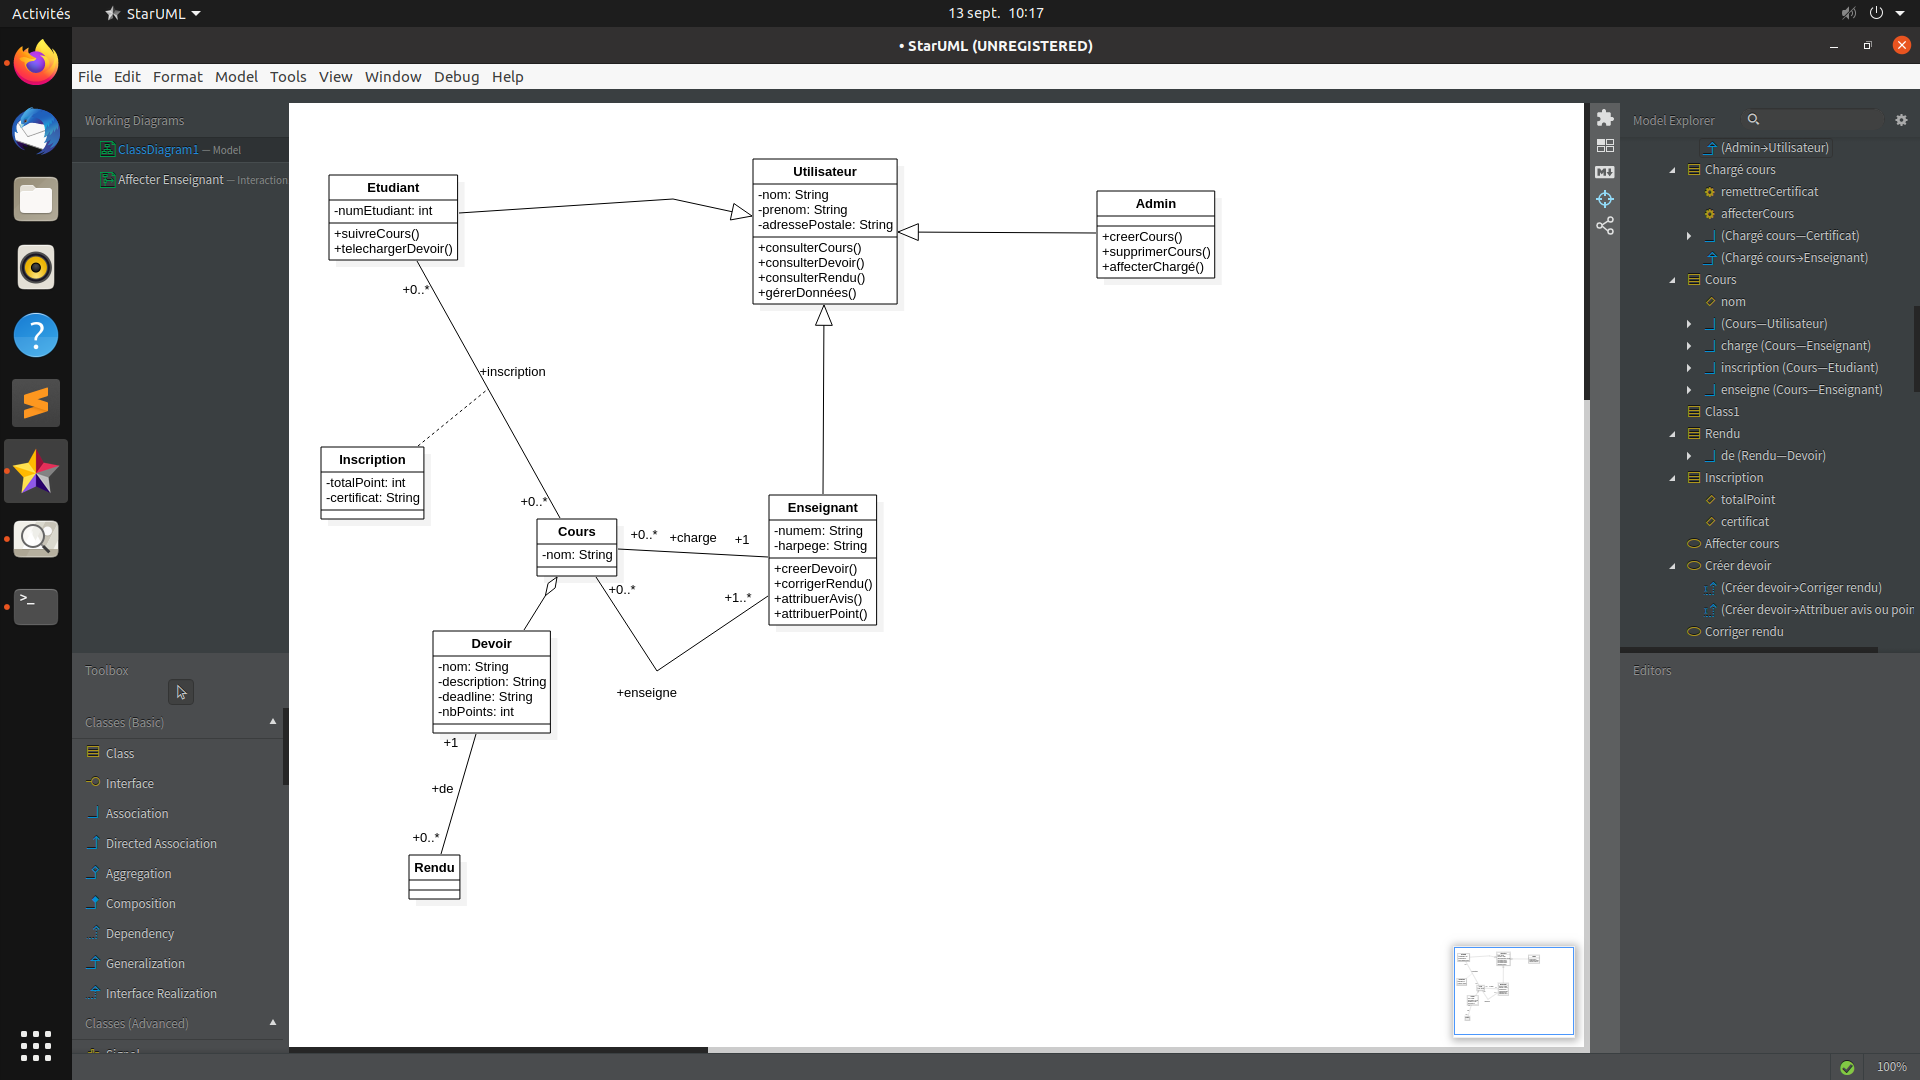 Activités
StarUML
13 sept. 10:17
• StarUML (UNREGISTERED)
File Edit Format Model Tools View Window Debug Help
Working Diagrams
ClassDiagram1 — Model
Affecter Enseignant — Interaction
Toolbox
Classes (Basic)
Class
Interface
Association
Directed Association
Aggregation
Composition
Dependency
Generalization
Interface Realization
Classes (Advanced)
Etudiant
-numEtudiant: int
+suivreCours()
+telechargerDevoir()
Utilisateur
-nom: String
-prenom: String
-adressePostale: String
+consulterCours()
+consulterDevoir()
+consulterRendu()
+gérerDonnées()
Admin
+creerCours()
+supprimerCours()
+affecterChargé()
+0..*
+inscription
+0..*
Inscription
-totalPoint: int
-certificat: String
Cours
-nom: String
+0..*
+charge
+1
Enseignant
-numem: String
-harpege: String
+creerDevoir()
+corrigerRendu()
+attribuerAvis()
+attribuerPoint()
+0..*
+1..*
+enseigne
Devoir
-nom: String
-description: String
-deadline: String
-nbPoints: int
+1
+de
+0..*
Rendu
Model Explorer
(Admin→Utilisateur)
Chargé cours
remettreCertificat
affecterCours
(Chargé cours—Certificat)
(Chargé cours→Enseignant)
Cours
nom
(Cours—Utilisateur)
charge (Cours—Enseignant)
inscription (Cours—Etudiant)
enseigne (Cours—Enseignant)
Class1
Rendu
de (Rendu—Devoir)
Inscription
totalPoint
certificat
Affecter cours
Créer devoir
(Créer devoir→Corriger rendu)
(Créer devoir→Attribuer avis ou poin
Corriger rendu
Editors
100%